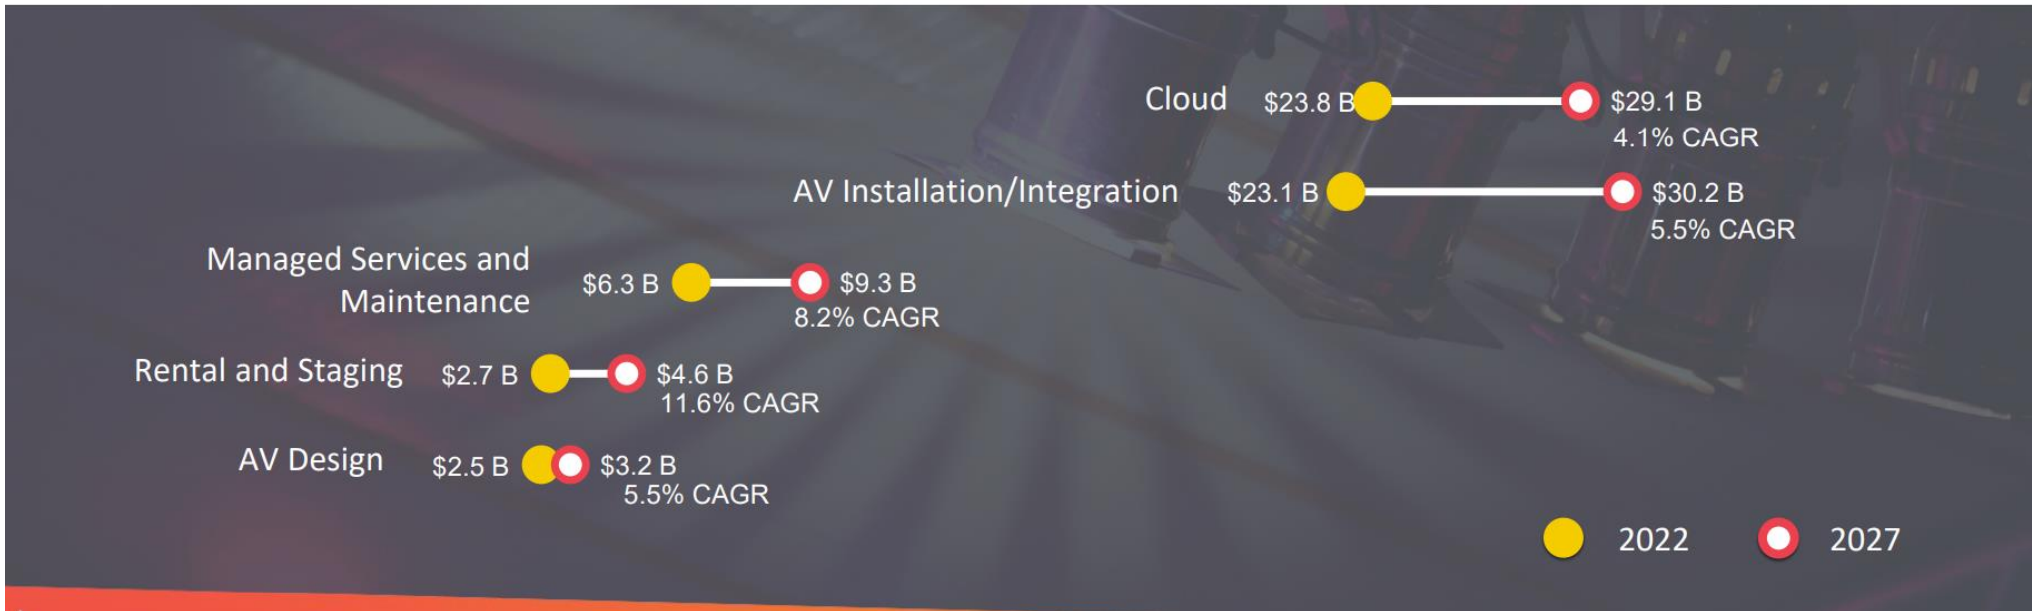 Cloud $23.8 B $29.1 B
4.1% CAGR
AV Installation/Integration $23.1 B $30.2 B
5.5% CAGR
Managed Services and
Maintenance $6.3 B $9.3 B
8.2% CAGR
Rental and Staging $2.7 B $4.6 B
11.6% CAGR
AV Design $2.5 B $3.2 B
5.5% CAGR
2022 2027